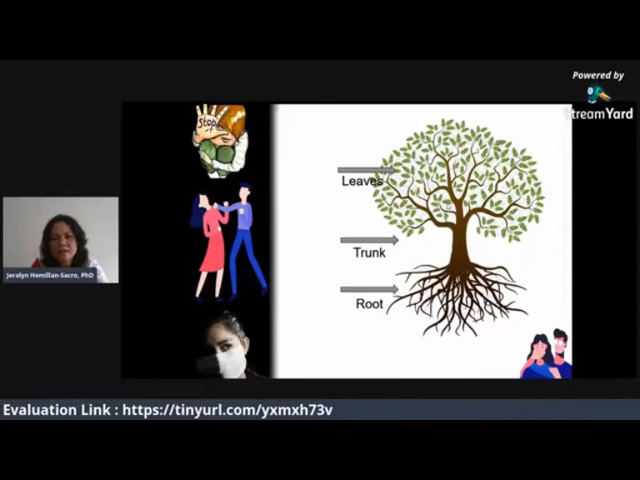 Powered by
StreamYard
Stop
Leaves
Trunk
Root
Jeralyn Hemillan-Sacro, PhD
Evaluation Link : https://tinyurl.com/yxmxh73v